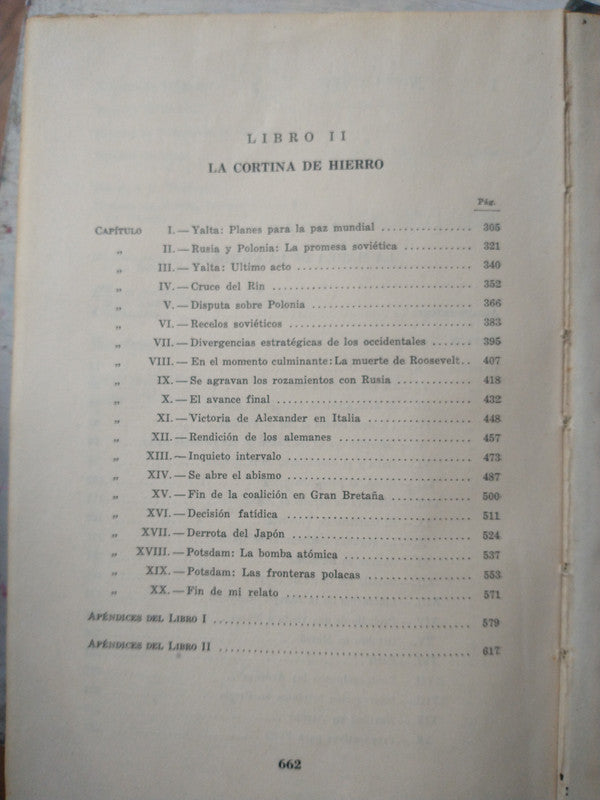 LIBRO II
LA CORTINA DE HIERRO
Pág.
CAPÍTULO I.—Yalta: Planes para la paz mundial ................ 305
„ II.—Rusia y Polonia: La promesa soviética ............ 321
„ III.—Yalta: Ultimo acto ............................ 340
„ IV.—Cruce del Rin ................................ 352
„ V.—Disputa sobre Polonia .......................... 366
„ VI.—Recelos soviéticos ............................. 383
„ VII.—Divergencias estratégicas de los occidentales ........ 395
„ VIII.—En el momento culminante: La muerte de Roosevelt.. 407
„ IX.—Se agravan los rozamientos con Rusia ............ 418
„ X.—El avance final ................................ 432
„ XI.—Victoria de Alexander en Italia .................. 448
„ XII.—Rendición de los alemanes ...................... 457
„ XIII.—Inquieto intervalo ............................. 473
„ XIV.—Se abre el abismo ............................. 487
„ XV.—Fin de la coalición en Gran Bretaña .............. 500
„ XVI.—Decisión fatídica .............................. 511
„ XVII.—Derrota del Japón ............................. 524
„ XVIII.—Potsdam: La bomba atómica .................... 537
„ XIX.—Potsdam: Las fronteras polacas .................. 553
„ XX.—Fin de mi relato .............................. 571
APÉNDICES DEL LIBRO I ........................................ 579
APÉNDICES DEL LIBRO II ....................................... 617
662